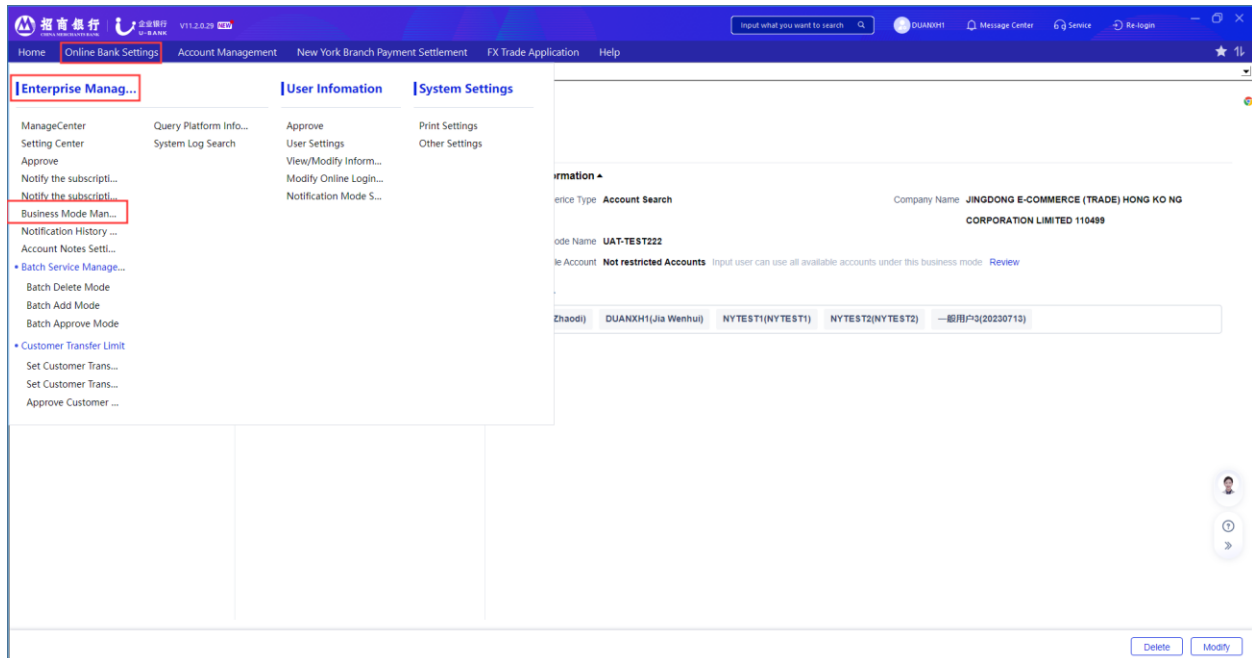 招商银行 企业银行 V11.2.0.29 NEW
CHINA MERCHANTS BANK U-BANK
Input what you want to search DUANXH1 Message Center Service Re-login
Home Online Bank Settings Account Management New York Branch Payment Settlement FX Trade Application Help
Enterprise Manag... User Infomation System Settings
ManageCenter Query Platform Info... Approve Print Settings
Setting Center System Log Search User Settings Other Settings
Approve View/Modify Inform...
Notify the subscripti... Modify Online Login...
Notify the subscripti... Notification Mode S...
Business Mode Man...
Notification History ...
Account Notes Setti...
• Batch Service Manage...
Batch Delete Mode
Batch Add Mode
Batch Approve Mode
• Customer Transfer Limit
Set Customer Trans...
Set Customer Trans...
Approve Customer ...
ormation
erice Type Account Search Company Name JINGDONG E-COMMERCE (TRADE) HONG KO NG
CORPORATION LIMITED 110499
ode Name UAT-TEST222
le Account Not restricted Accounts Input user can use all available accounts under this business mode Review
Zhaodi) DUANXH1(Jia Wenhui) NYTEST1(NYTEST1) NYTEST2(NYTEST2) 一般用户3(20230713)
Delete Modify